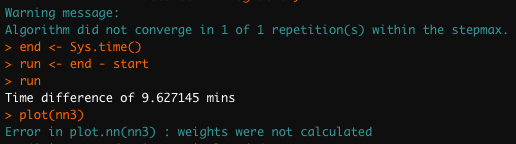 Warning message:
Algorithm did not converge in 1 of 1 repetition(s) within the stepmax.
> end <- Sys.time()
> run <- end - start
> run
Time difference of 9.627145 mins
> plot(nn3)
Error in plot.nn(nn3) : weights were not calculated